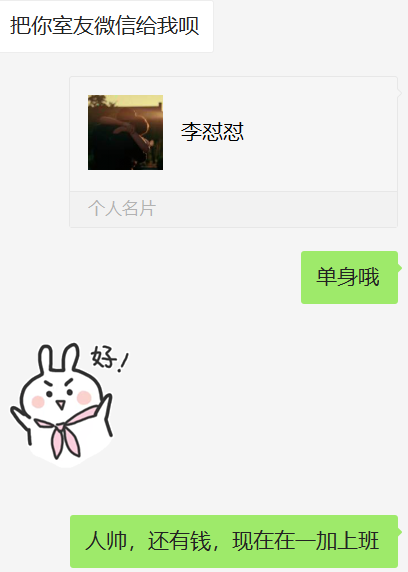 把你室友微信给我呗
李怼怼
个人名片
单身哦
好!
人帅，还有钱，现在在一加上班